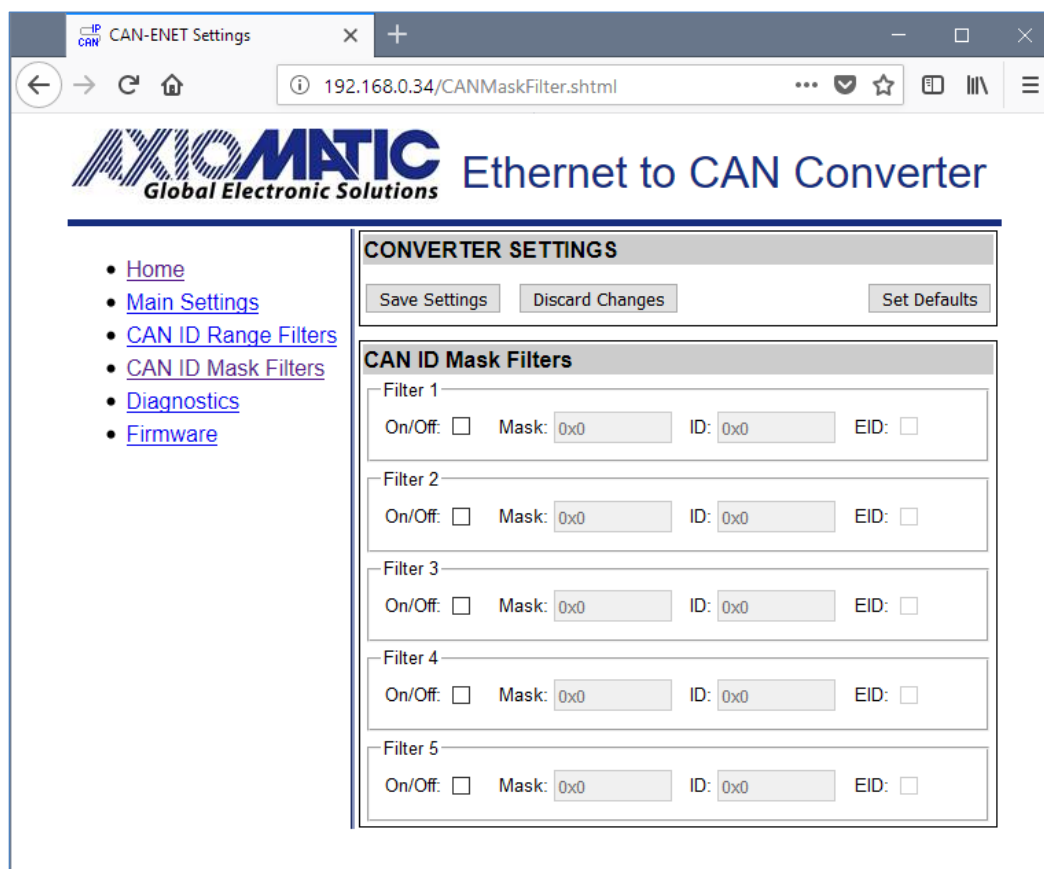 IP
CAN
CAN-ENET Settings
192.168.0.34/CANMaskFilter.shtml
AXIOMATIC
Global Electronic Solutions
Ethernet to CAN Converter
Home
Main Settings
CAN ID Range Filters
CAN ID Mask Filters
Diagnostics
Firmware
CONVERTER SETTINGS
Save Settings Discard Changes Set Defaults
CAN ID Mask Filters
Filter 1
On/Off: Mask: 0x0 ID: 0x0 EID:
Filter 2
On/Off: Mask: 0x0 ID: 0x0 EID:
Filter 3
On/Off: Mask: 0x0 ID: 0x0 EID:
Filter 4
On/Off: Mask: 0x0 ID: 0x0 EID:
Filter 5
On/Off: Mask: 0x0 ID: 0x0 EID: